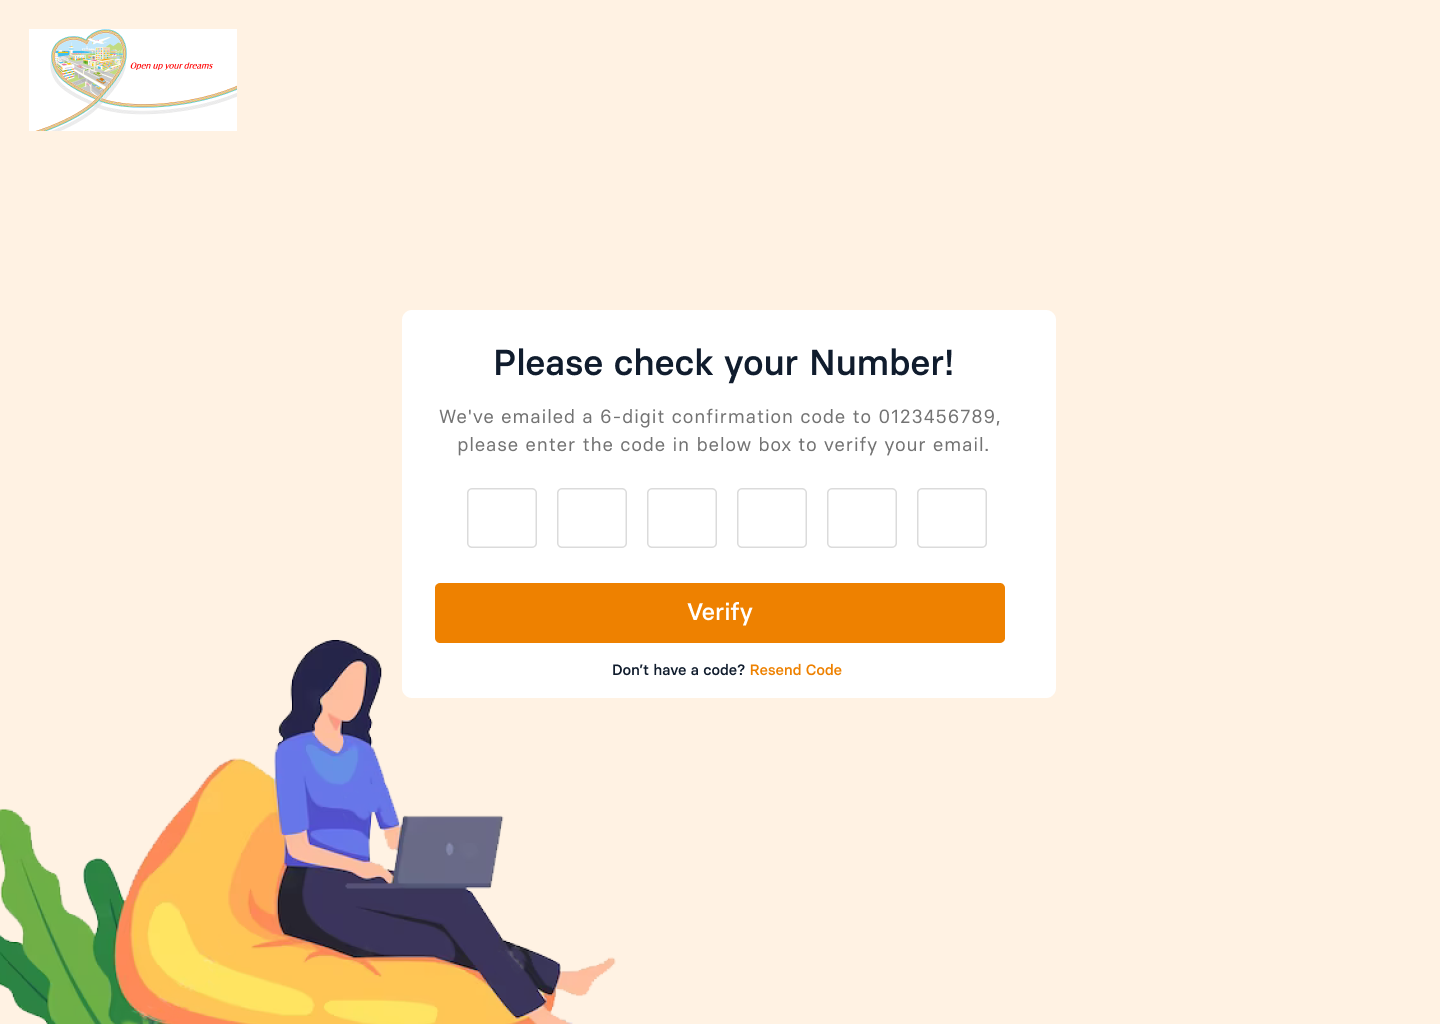 Open up your dreams
Please check your Number!
We've emailed a 6-digit confirmation code to 0123456789,
please enter the code in below box to verify your email.
Verify
Don’t have a code? Resend Code